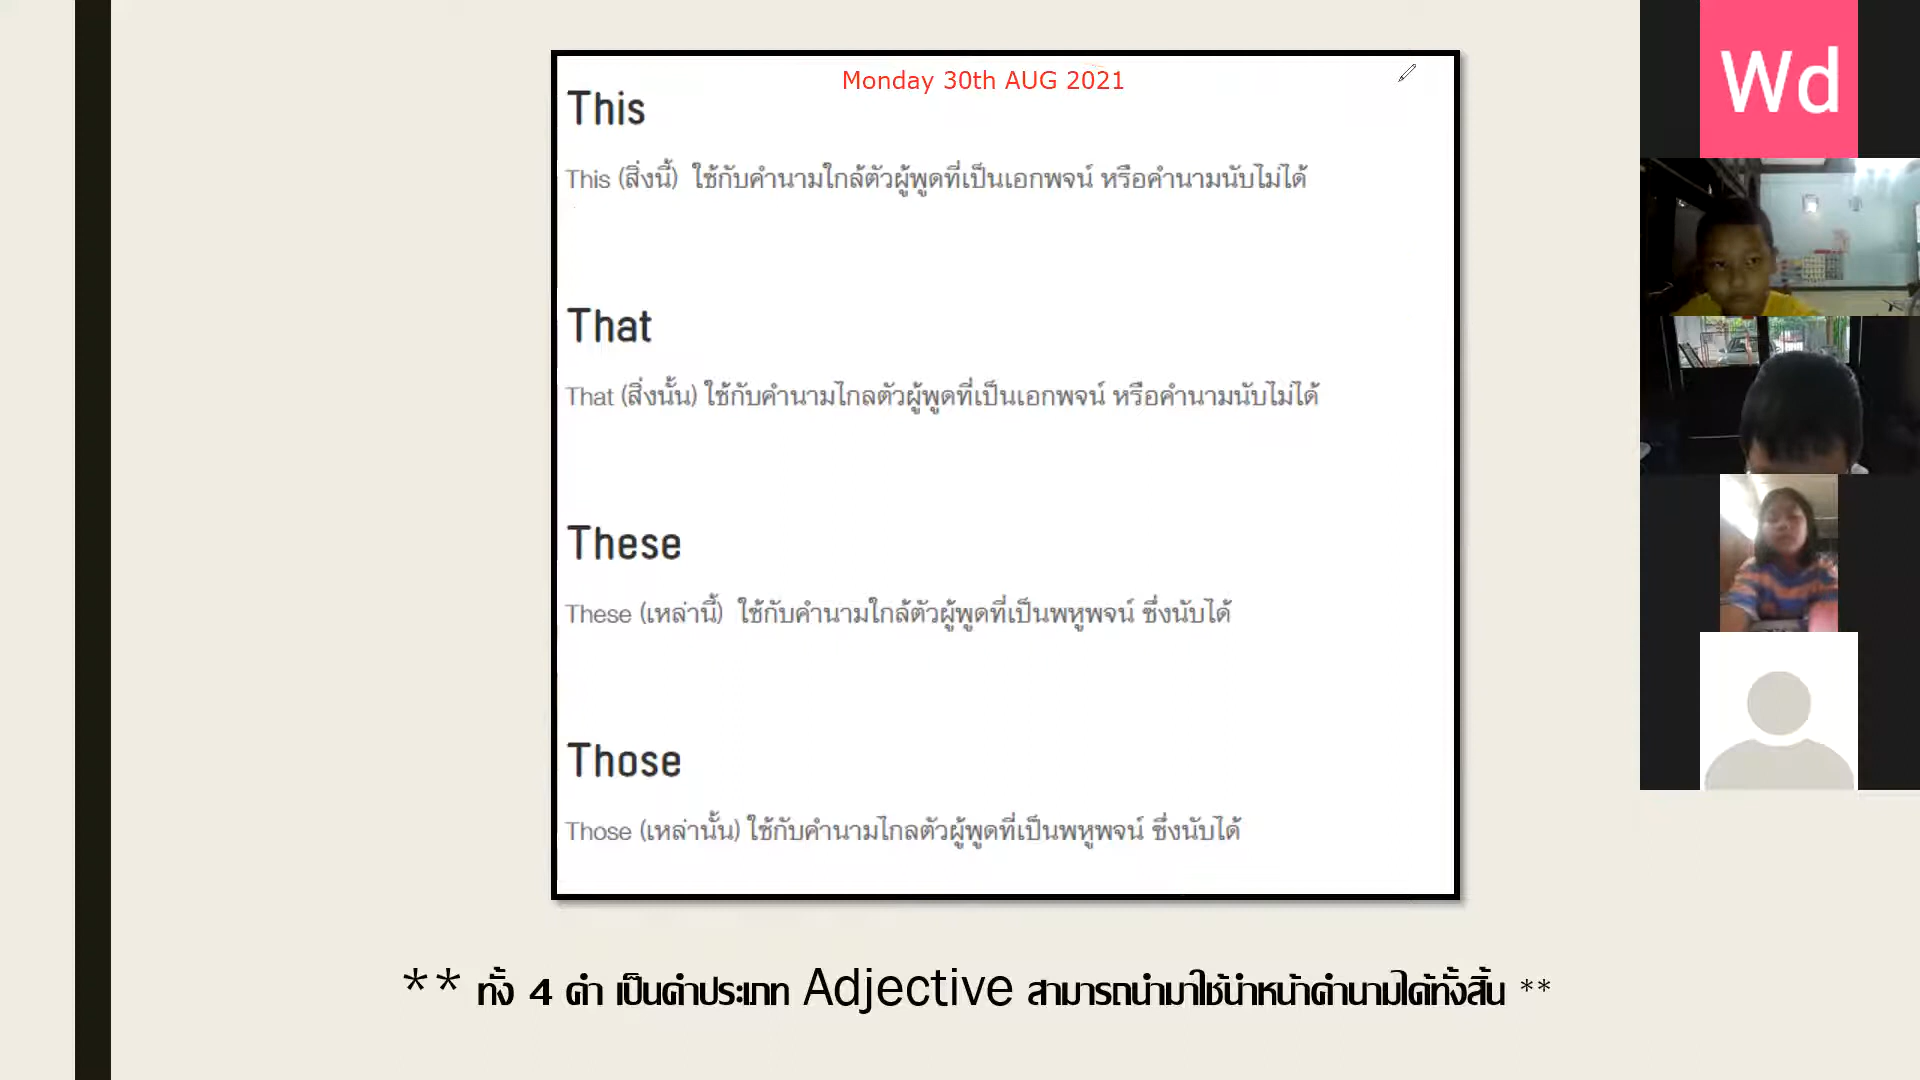 Monday 30th AUG 2021
This
This (สิ่งนี้) ใช้กับคำนามใกล้ตัวผู้พูดที่เป็นเอกพจน์ หรือคำนามนับไม่ได้
That
That (สิ่งนั้น) ใช้กับคำนามไกลตัวผู้พูดที่เป็นเอกพจน์ หรือคำนามนับไม่ได้
These
These (เหล่านี้) ใช้กับคำนามใกล้ตัวผู้พูดที่เป็นพหูพจน์ ซึ่งนับได้
Those
Those (เหล่านั้น) ใช้กับคำนามไกลตัวผู้พูดที่เป็นพหูพจน์ ซึ่งนับได้
** ทั้ง 4 คำ เป็นคำประเภท Adjective สามารถนำมาใช้นำหน้าคำนามได้ทั้งสิ้น **
Wd